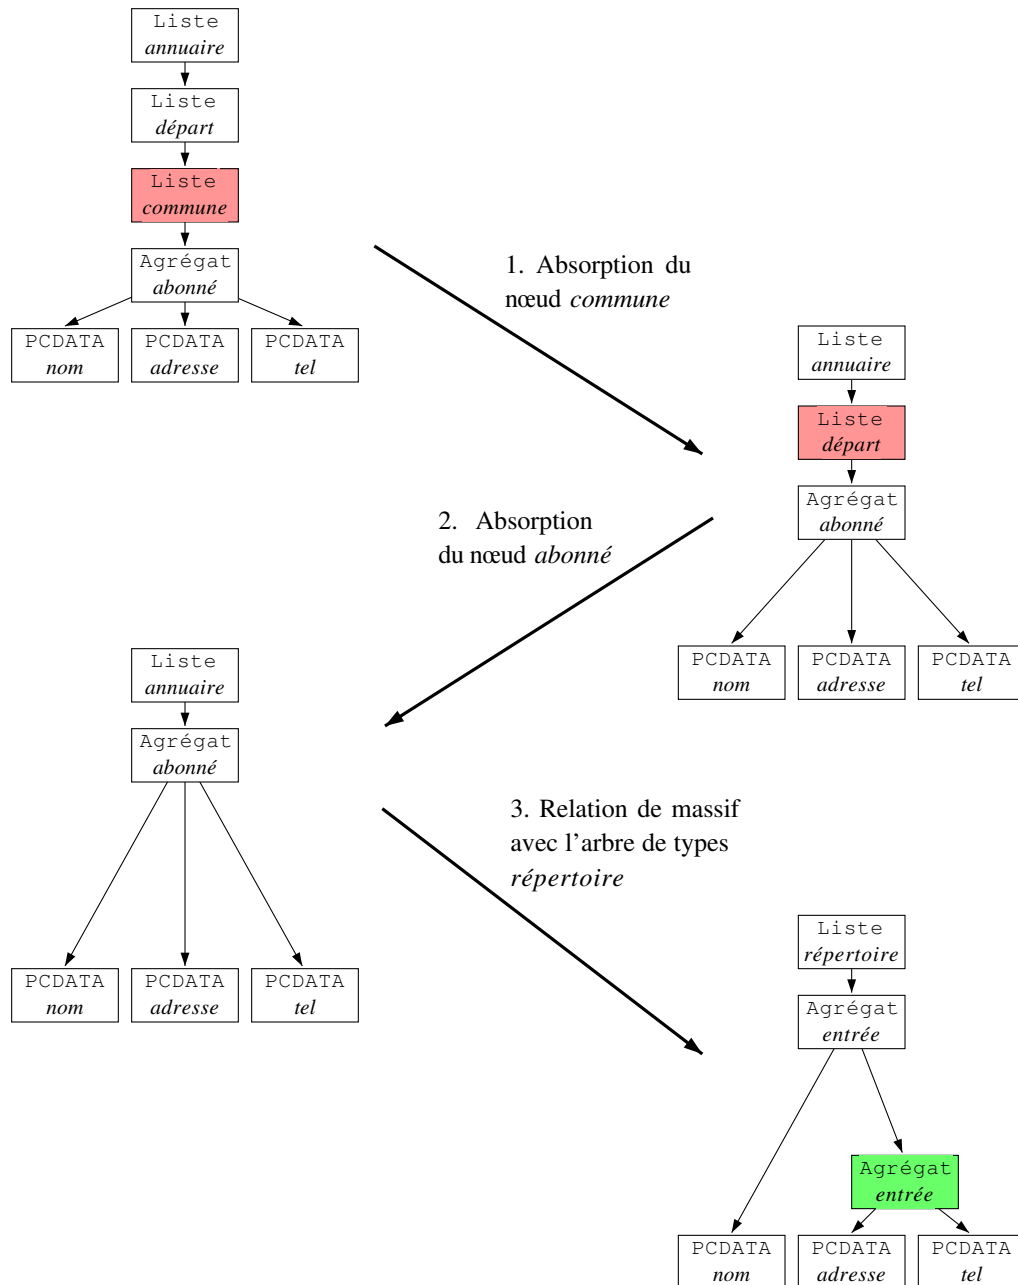 Liste
annuaire
Liste
départ
Liste
commune
Agrégat
abonné
PCDATA
nom
PCDATA
adresse
PCDATA
tel
1. Absorption du
nœud commune
Liste
annuaire
Liste
départ
Agrégat
abonné
PCDATA
nom
PCDATA
adresse
PCDATA
tel
2. Absorption
du nœud abonné
Liste
annuaire
Agrégat
abonné
PCDATA
nom
PCDATA
adresse
PCDATA
tel
3. Relation de massif
avec l'arbre de types
répertoire
Liste
répertoire
Agrégat
entrée
Agrégat
entrée
PCDATA
nom
PCDATA
adresse
PCDATA
tel